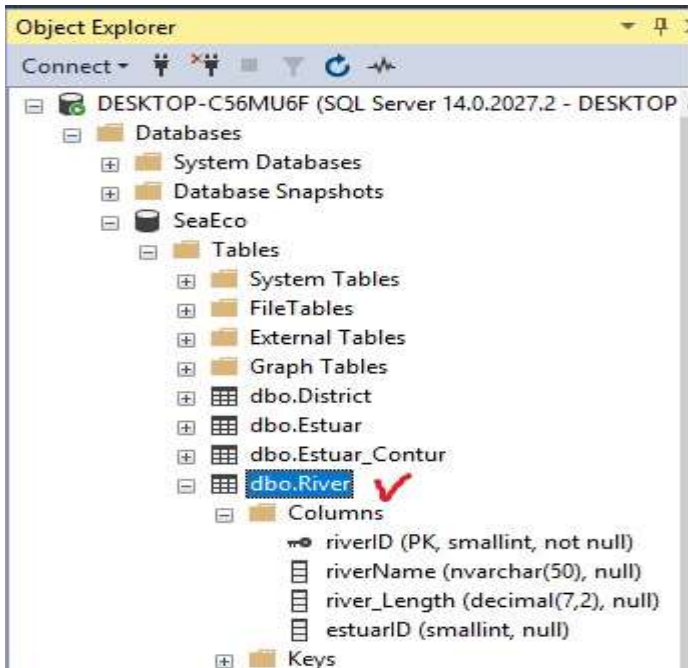 Object Explorer
Connect
DESKTOP-C56MU6F (SQL Server 14.0.2027.2 - DESKTOP
Databases
System Databases
Database Snapshots
SeaEco
Tables
System Tables
FileTables
External Tables
Graph Tables
dbo.District
dbo.Estuar
dbo.Estuar_Contur
dbo.River
Columns
riverID (PK, smallint, not null)
riverName (nvarchar(50), null)
river_Length (decimal(7,2), null)
estuarID (smallint, null)
Keys